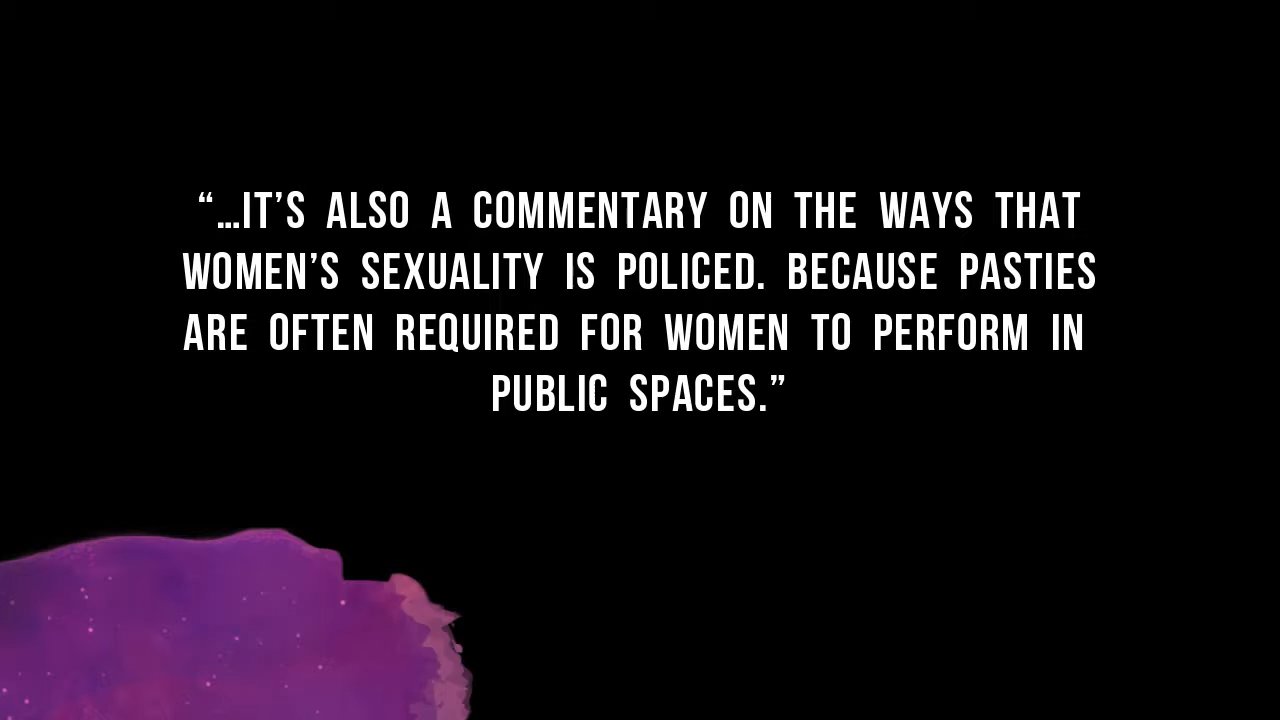 “…IT’S ALSO A COMMENTARY ON THE WAYS THAT
WOMEN’S SEXUALITY IS POLICED. BECAUSE PASTIES
ARE OFTEN REQUIRED FOR WOMEN TO PERFORM IN
PUBLIC SPACES.”